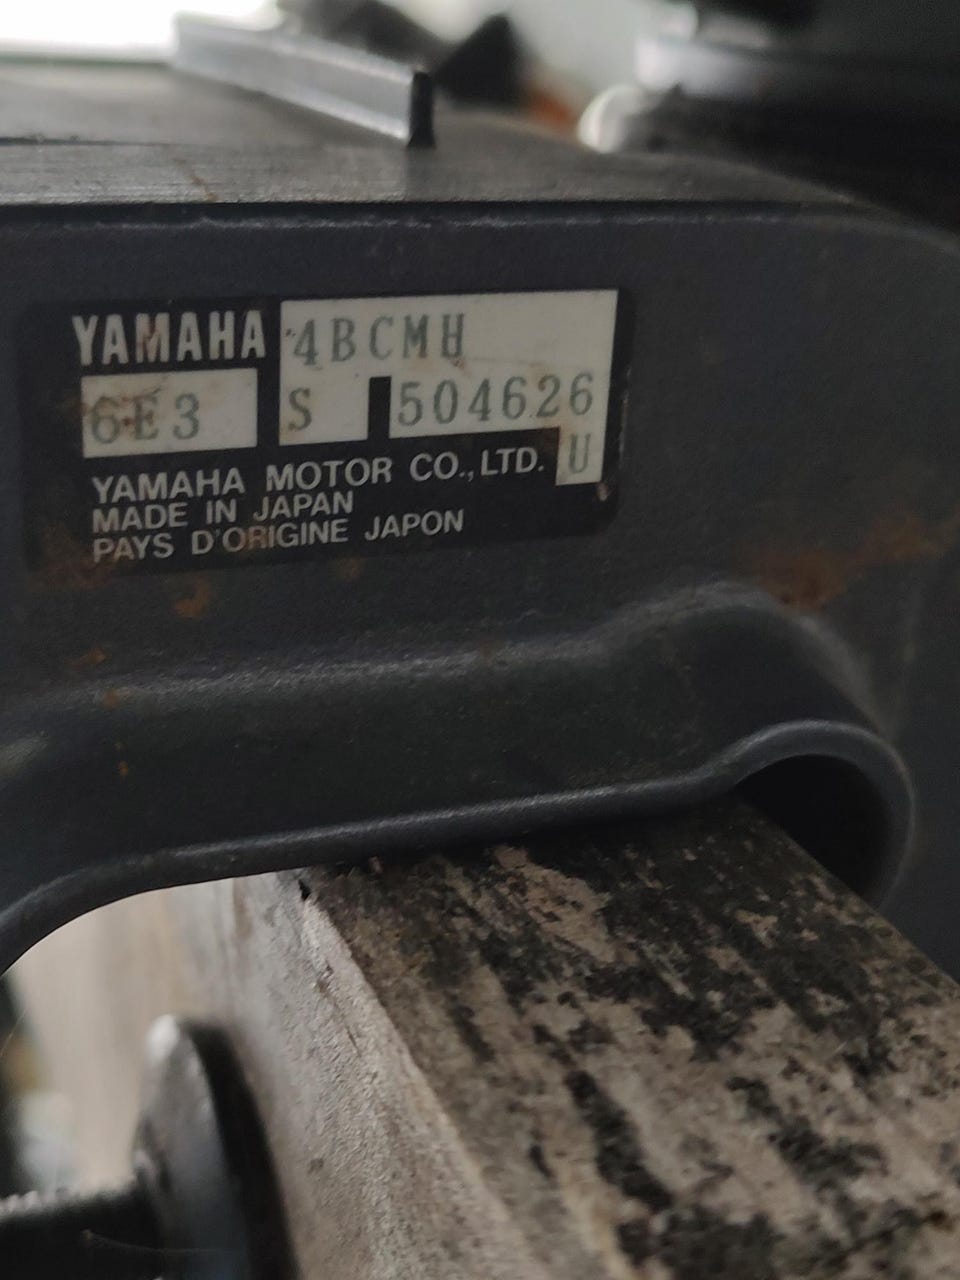 YAMAHA 4BCMH
6E3 S 504626
YAMAHA MOTOR CO., LTD. U
MADE IN JAPAN
PAYS D'ORIGINE JAPON